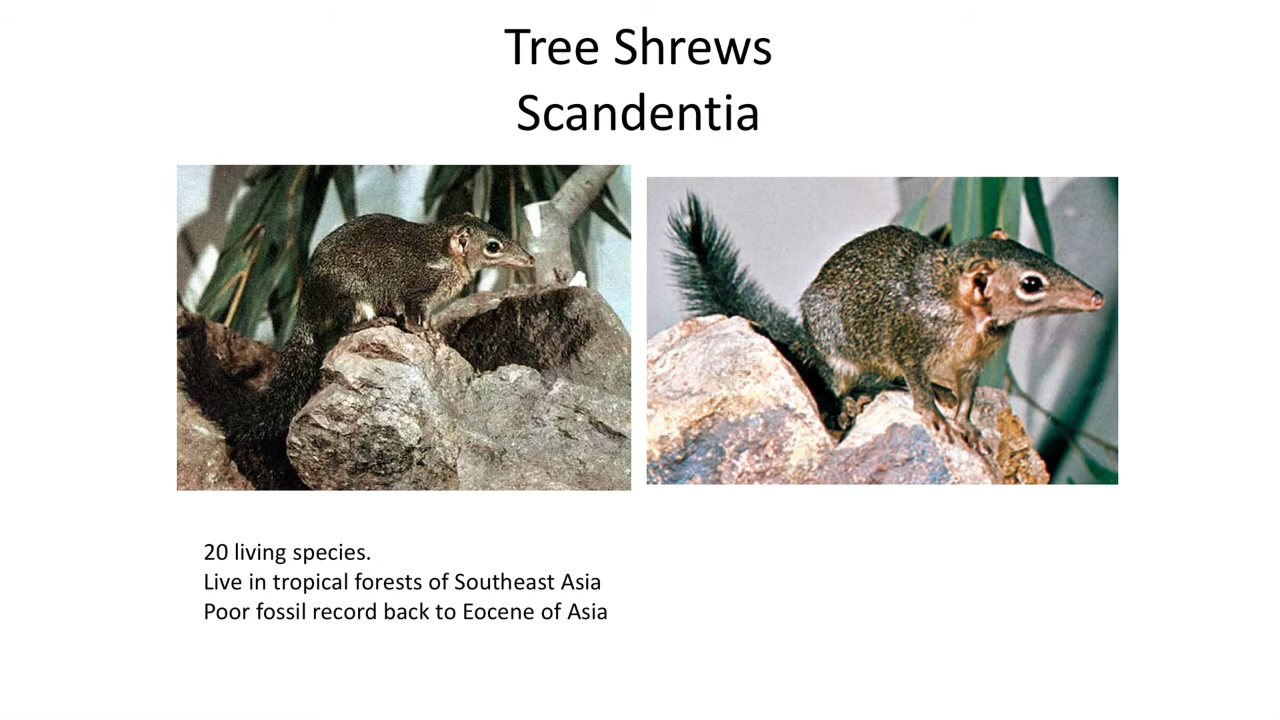 Tree Shrews
Scandentia
20 living species.
Live in tropical forests of Southeast Asia
Poor fossil record back to Eocene of Asia